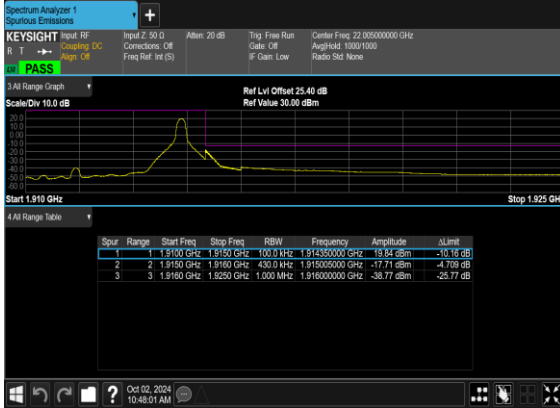 Spectrum Analyzer 1
Spurious Emissions
+
KEYSIGHT Input: RF Input Z: 50 Ω Atten: 20 dB Trig: Free Run Center Freq: 22.005000000 GHz
R T Coupling: DC Corrections: Off Gate: Off Avg|Hold: 1000/1000
Align: Off Freq Ref: Int (S) IF Gain: Low Radio Std: None
LXI PASS
3 All Range Graph
Ref Lvl Offset 25.40 dB
Scale/Div 10.0 dB Ref Value 30.00 dBm
20.0
10.0
0.00
-10.0
-20.0
-30.0
-40.0
-50.0
-60.0
Start 1.910 GHz Stop 1.925 GH
4 All Range Table
Spur Range Start Freq Stop Freq RBW Frequency Amplitude ΔLimit
1 1 1.9100 GHz 1.9150 GHz 100.0 kHz 1.914350000 GHz 19.84 dBm -10.16 dB
2 2 1.9150 GHz 1.9160 GHz 430.0 kHz 1.915005000 GHz -17.71 dBm -4.709 dB
3 3 1.9160 GHz 1.9250 GHz 1.000 MHz 1.916000000 GHz -38.77 dBm -25.77 dB
? Oct 02, 2024
10:48:01 AM